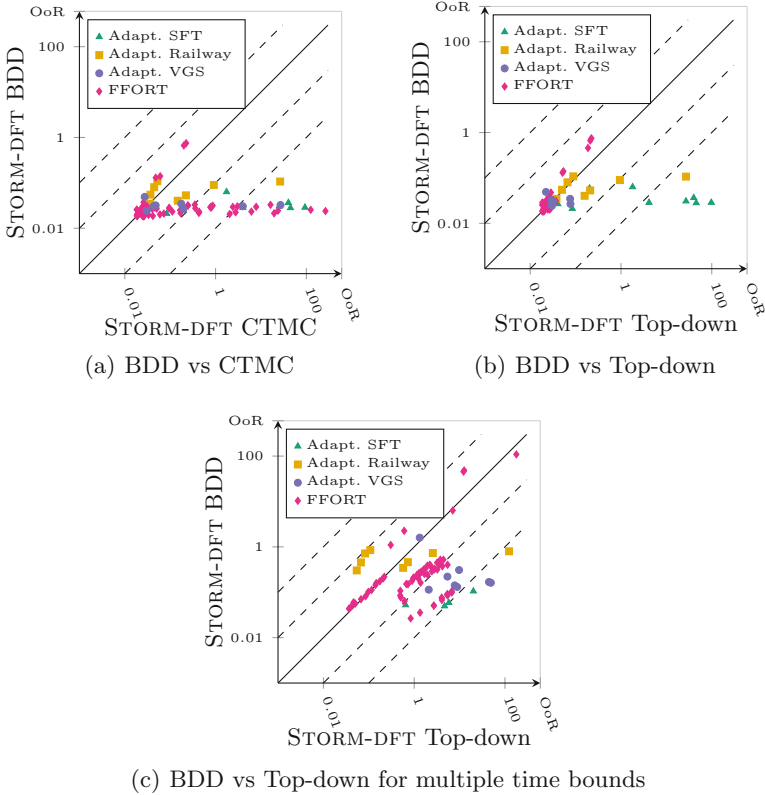 OoR
100
1
0.01
STORM-DFT BDD
Adapt. SFT
Adapt. Railway
Adapt. VGS
FFORT
0.01
1
100
OoR
STORM-DFT CTMC
(a) BDD vs CTMC
OoR
100
1
0.01
STORM-DFT BDD
Adapt. SFT
Adapt. Railway
Adapt. VGS
FFORT
0.01
1
100
OoR
STORM-DFT Top-down
(b) BDD vs Top-down
OoR
100
1
0.01
STORM-DFT BDD
Adapt. SFT
Adapt. Railway
Adapt. VGS
FFORT
0.01
1
100
OoR
STORM-DFT Top-down
(c) BDD vs Top-down for multiple time bounds